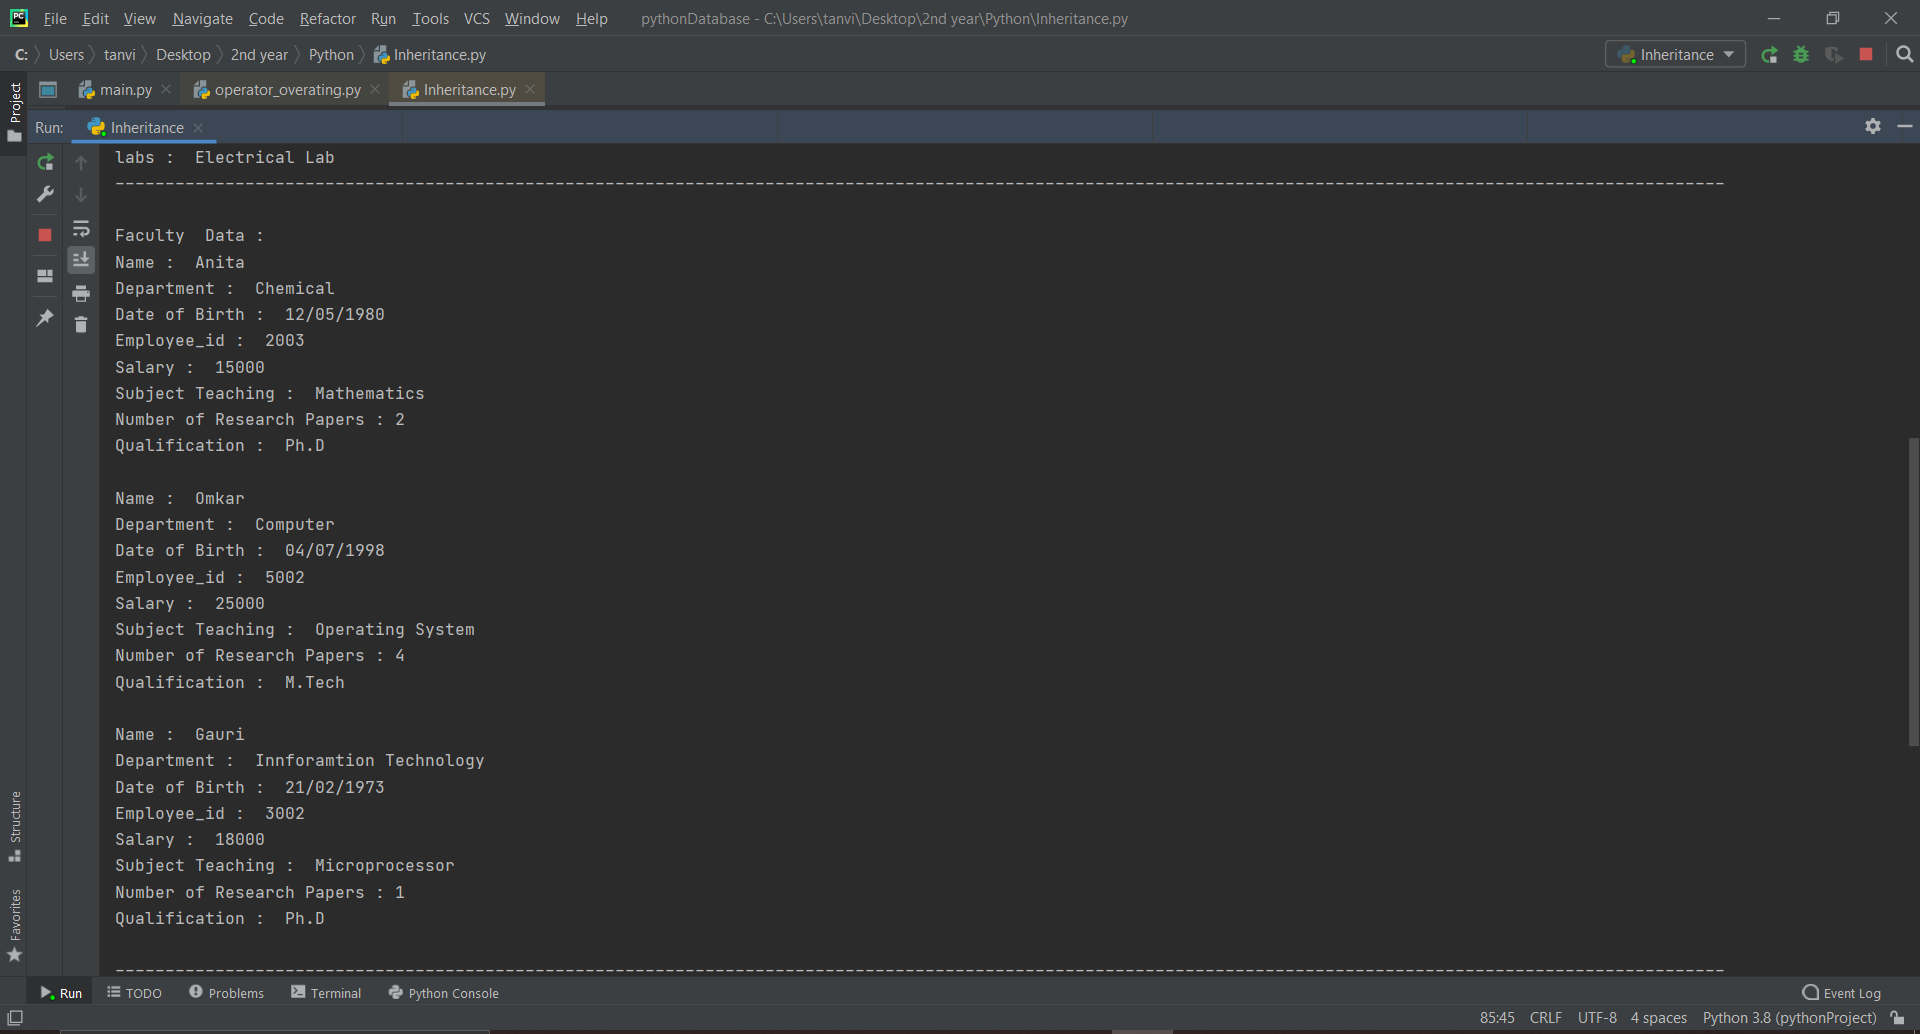 PC File Edit View Navigate Code Refactor Run Tools VCS Window Help pythonDatabase - C:\Users\tanvi\Desktop\2nd year\Python\Inheritance.py
C: Users tanvi Desktop 2nd year Python Inheritance.py Inheritance
Project
main.py operator_overating.py Inheritance.py
Run: Inheritance
labs :  Electrical Lab
-----------------------------------------------------------------------------------------------------------------------------------------------------------------
Faculty  Data :
Name :  Anita
Department :  Chemical
Date of Birth :  12/05/1980
Employee_id :  2003
Salary :  15000
Subject Teaching :  Mathematics
Number of Research Papers : 2
Qualification :  Ph.D
Name :  Omkar
Department :  Computer
Date of Birth :  04/07/1998
Employee_id :  5002
Salary :  25000
Subject Teaching :  Operating System
Number of Research Papers : 4
Qualification :  M.Tech
Name :  Gauri
Department :  Innforamtion Technology
Date of Birth :  21/02/1973
Employee_id :  3002
Salary :  18000
Subject Teaching :  Microprocessor
Number of Research Papers : 1
Qualification :  Ph.D
-----------------------------------------------------------------------------------------------------------------------------------------------------------------
Structure
Favorites
Run TODO Problems Terminal Python Console Event Log
85:45 CRLF UTF-8 4 spaces Python 3.8 (pythonProject)